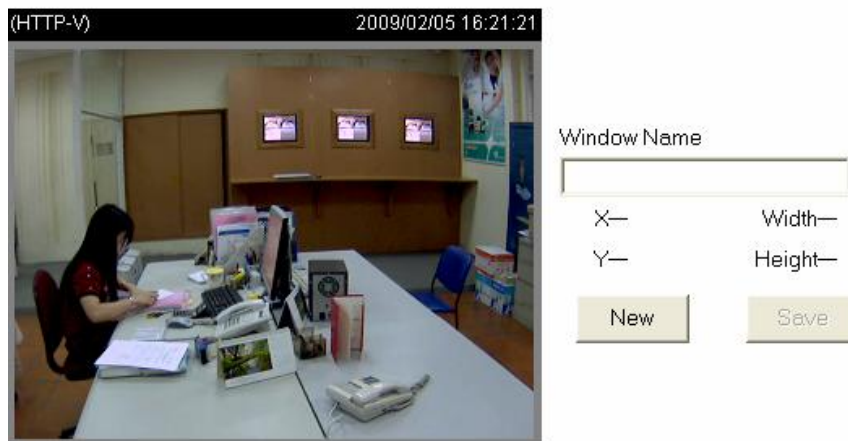 (HTTP-V) 2009/02/05 16:21:21
Window Name
X— Width—
Y— Height—
New Save